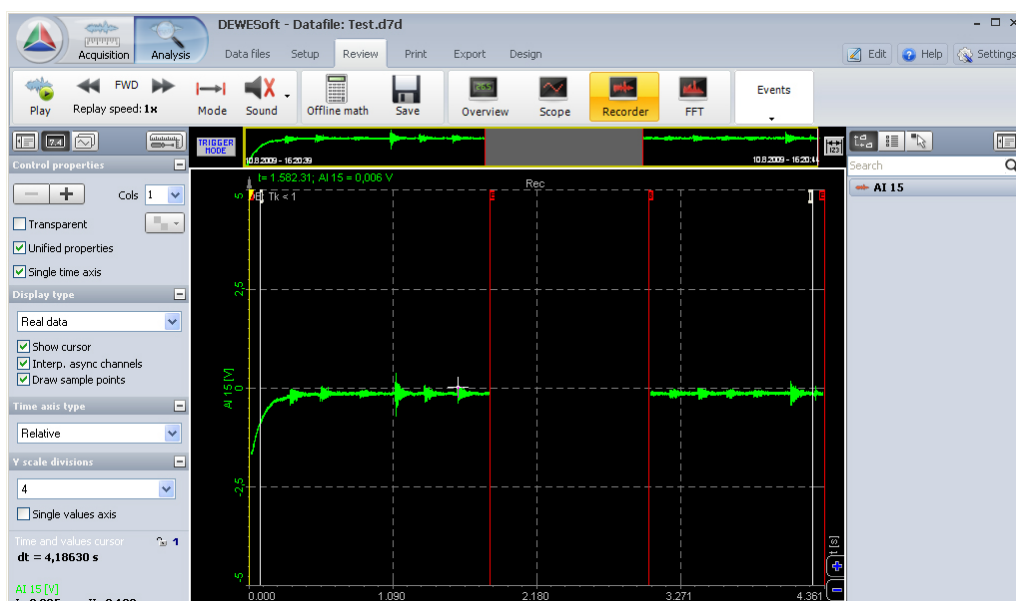 DEWESoft - Datafile: Test.d7d
Acquisition
Analysis
Data files
Setup
Review
Print
Export
Design
Edit
Help
Settings
Play
FWD
Replay speed: 1x
Mode
Sound
Offline math
Save
Overview
Scope
Recorder
FFT
Events
TRIGGER MODE
10.8.2009 - 16:20:39
10.8.2009 - 16:20:44
Search
AI 15
Control properties
Cols 1
Transparent
Unified properties
Single time axis
Display type
Real data
Show cursor
Interp. async channels
Draw sample points
Time axis type
Relative
Y scale divisions
4
Single values axis
Time and values cursor 1
dt = 4,18630 s
AI 15 [V]
t= 1.582.31; AI 15 = 0,006 V
Rec
Tk < 1
5
2,5
0
-2,5
-5
AI 15 [V]
0.000
1.090
2.180
3.271
4.361
t [s]